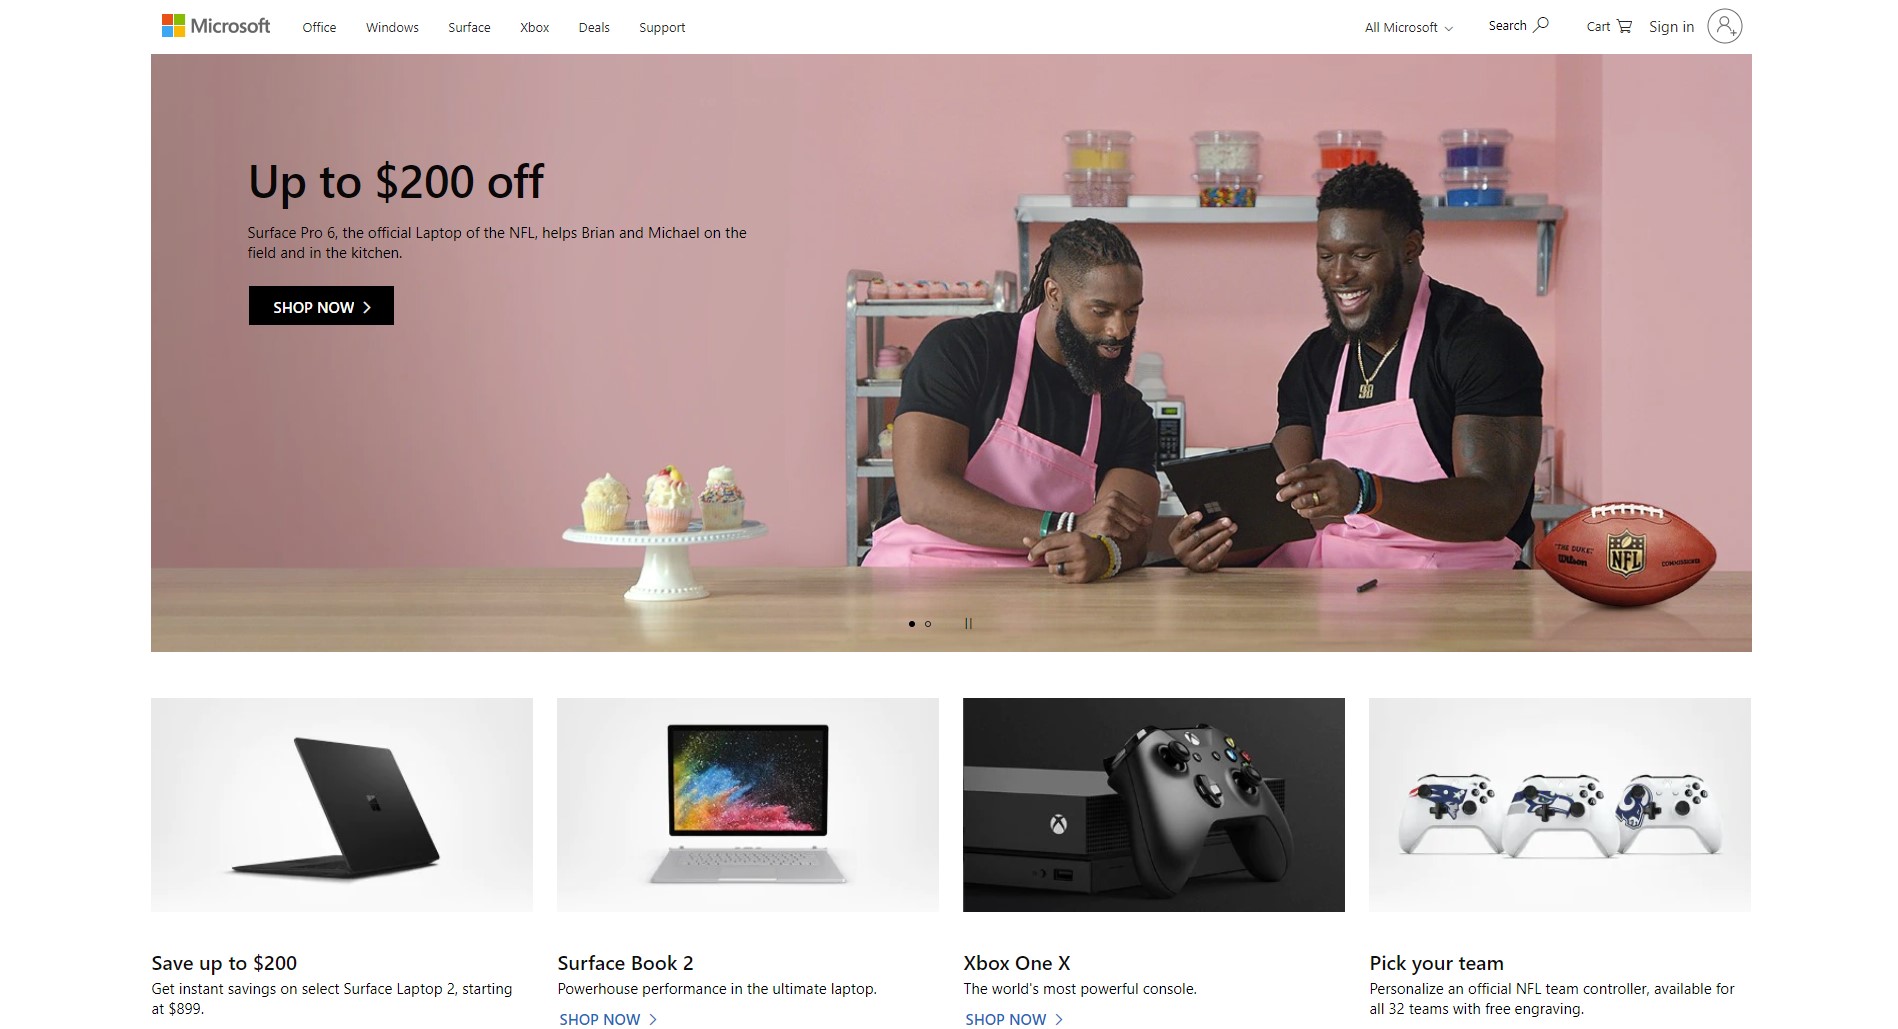 Microsoft
Office
Windows
Surface
Xbox
Deals
Support
All Microsoft
Search
Cart
Sign in
Up to $200 off
Surface Pro 6, the official Laptop of the NFL, helps Brian and Michael on the
field and in the kitchen.
SHOP NOW
"THE DUKE"
Wilson
NFL
COMMISSIONER
Save up to $200
Get instant savings on select Surface Laptop 2, starting
at $899.
Surface Book 2
Powerhouse performance in the ultimate laptop.
SHOP NOW
Xbox One X
The world's most powerful console.
SHOP NOW
Pick your team
Personalize an official NFL team controller, available for
all 32 teams with free engraving.